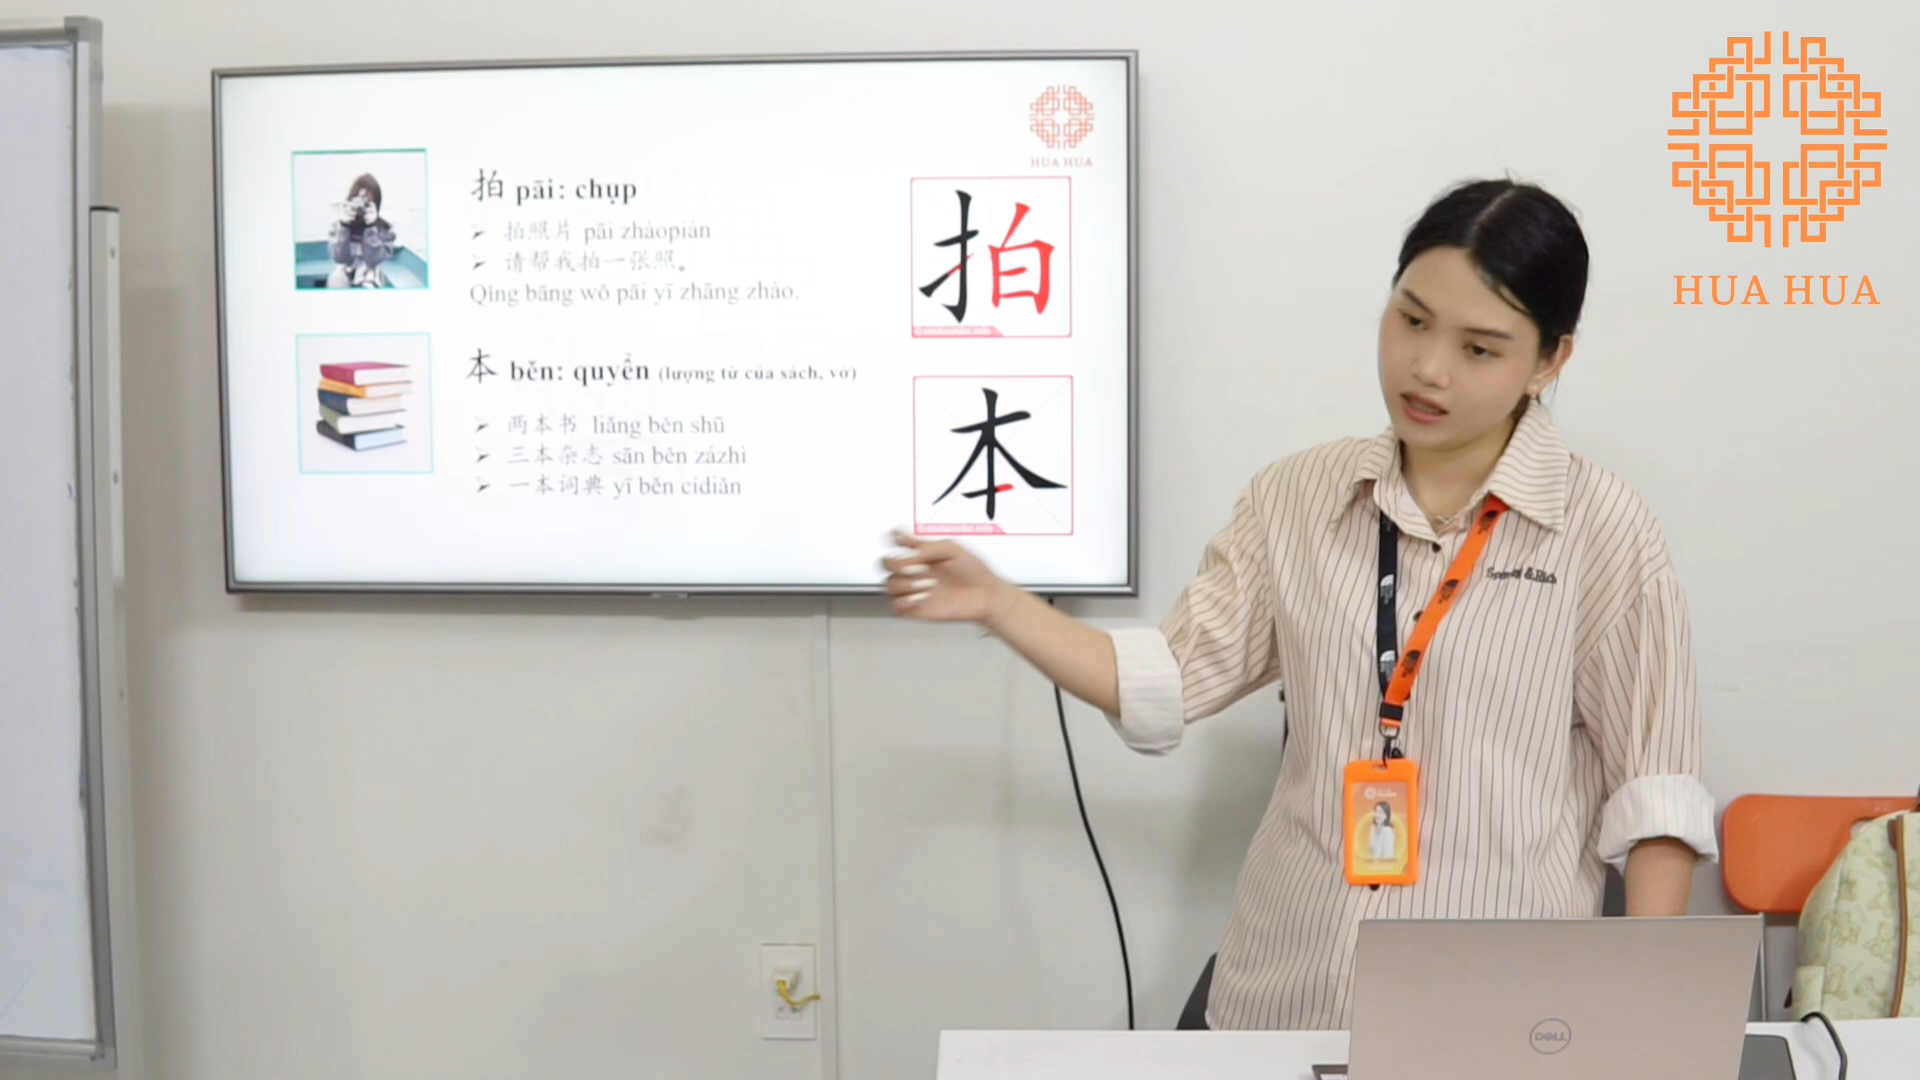 HUA HUA
HUA HUA
拍 pāi: chụp
拍照片 pāi zhàopiàn
请帮我拍一张照。
Qǐng bāng wǒ pāi yī zhāng zhào.
拍
本 běn: quyển (lượng từ của sách, vở)
两本书 liǎng běn shū
三本杂志 sān běn zázhì
一本词典 yī běn cídiǎn
本
DELL